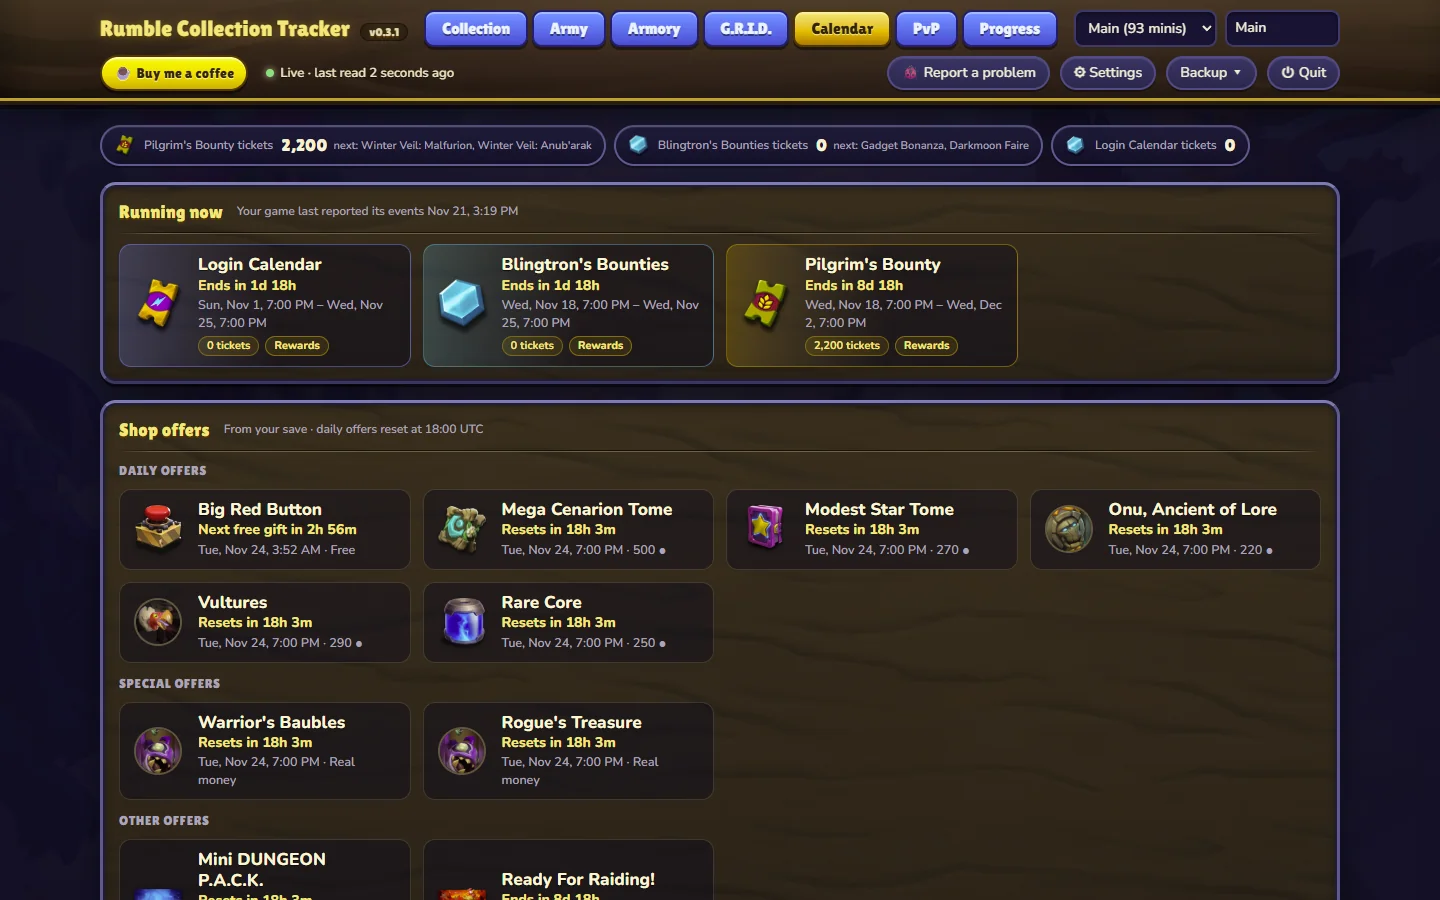 Rumble Collection Tracker v0.3.1
Collection Army Armory G.R.I.D. Calendar PvP Progress Main (93 minis) Main
Buy me a coffee Live · last read 2 seconds ago Report a problem Settings Backup Quit
Pilgrim's Bounty tickets 2,200 next: Winter Veil: Malfurion, Winter Veil: Anub'arak
Blingtron's Bounties tickets 0 next: Gadget Bonanza, Darkmoon Faire
Login Calendar tickets 0
Running now Your game last reported its events Nov 21, 3:19 PM
Login Calendar
Ends in 1d 18h
Sun, Nov 1, 7:00 PM – Wed, Nov
25, 7:00 PM
0 tickets Rewards
Blingtron's Bounties
Ends in 1d 18h
Wed, Nov 18, 7:00 PM – Wed, Nov
25, 7:00 PM
0 tickets Rewards
Pilgrim's Bounty
Ends in 8d 18h
Wed, Nov 18, 7:00 PM – Wed, Dec
2, 7:00 PM
2,200 tickets Rewards
Shop offers From your save · daily offers reset at 18:00 UTC
DAILY OFFERS
Big Red Button
Next free gift in 2h 56m
Tue, Nov 24, 3:52 AM · Free
Mega Cenarion Tome
Resets in 18h 3m
Tue, Nov 24, 7:00 PM · 500 ●
Modest Star Tome
Resets in 18h 3m
Tue, Nov 24, 7:00 PM · 270 ●
Onu, Ancient of Lore
Resets in 18h 3m
Tue, Nov 24, 7:00 PM · 220 ●
Vultures
Resets in 18h 3m
Tue, Nov 24, 7:00 PM · 290 ●
Rare Core
Resets in 18h 3m
Tue, Nov 24, 7:00 PM · 250 ●
SPECIAL OFFERS
Warrior's Baubles
Resets in 18h 3m
Tue, Nov 24, 7:00 PM · Real
money
Rogue's Treasure
Resets in 18h 3m
Tue, Nov 24, 7:00 PM · Real
money
OTHER OFFERS
Mini DUNGEON
P.A.C.K.
Resets in 18h 3m
Ready For Raiding!
Ends in 8d 18h